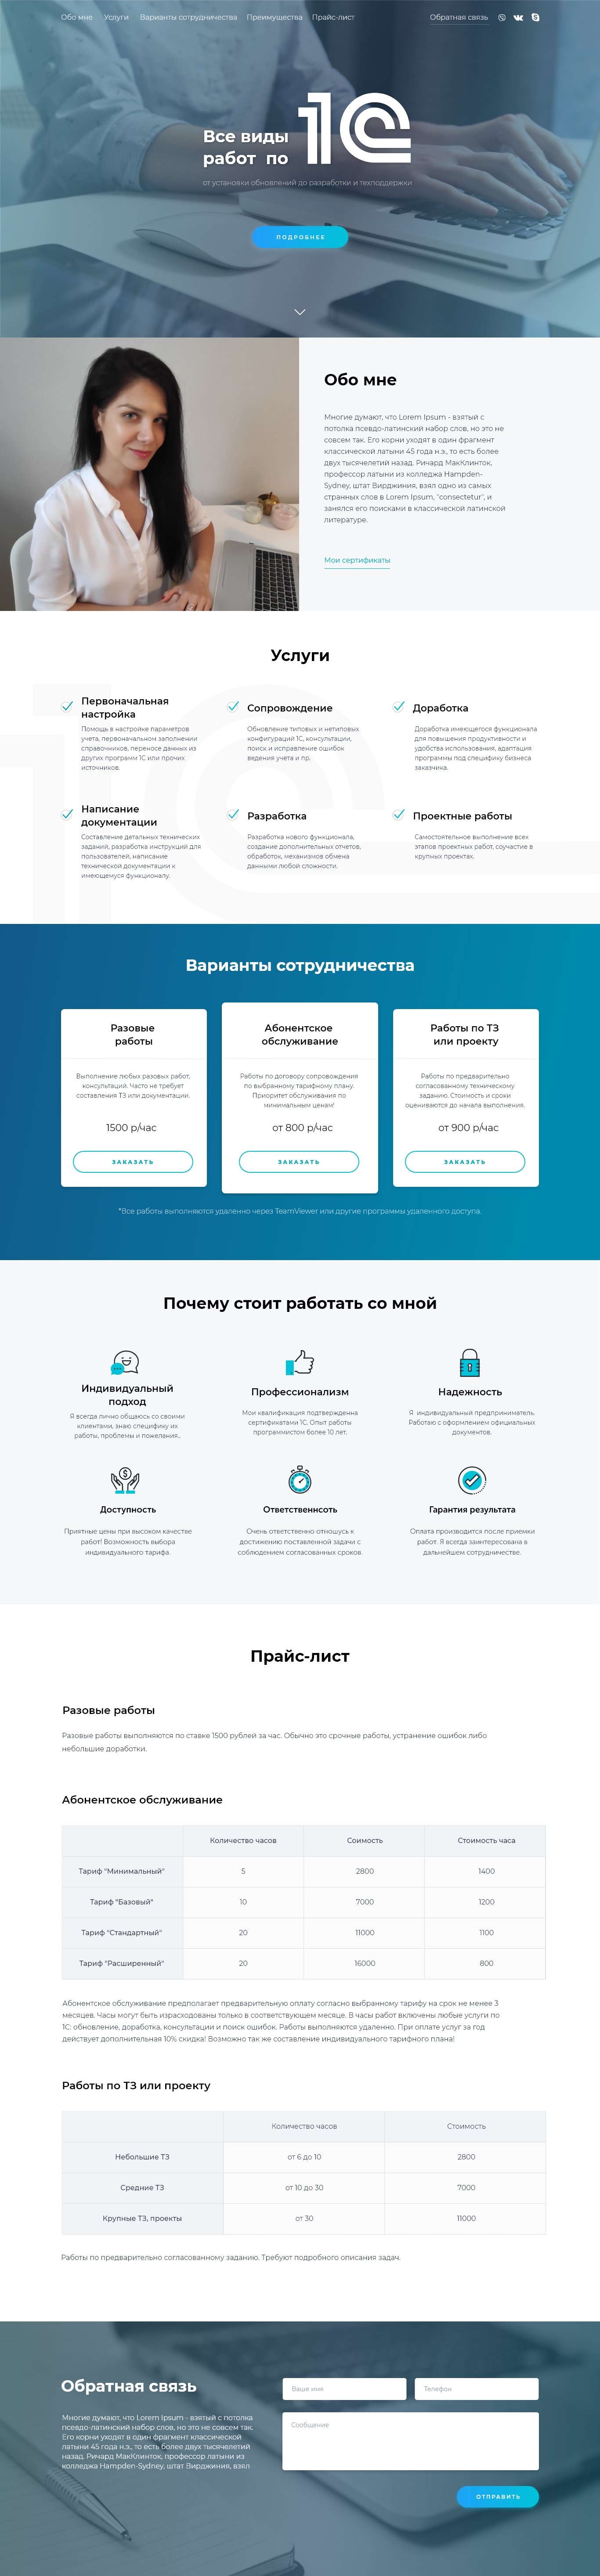 Обо мне Услуги Варианты сотрудничества Преимущества Прайс-лист Обратная связь
Все виды
работ по
1С
от установки обновлений до разработки и техподдержки
ПОДРОБНЕЕ
Обо мне
Многие думают, что Lorem Ipsum - взятый с
потолка псевдо-латинский набор слов, но это не
совсем так. Его корни уходят в один фрагмент
классической латыни 45 года н.э., то есть более
двух тысячелетий назад. Ричард МакКлинток,
профессор латыни из колледжа Hampden-
Sydney, штат Вирджиния, взял одно из самых
странных слов в Lorem Ipsum, "consectetur", и
занялся его поисками в классической латинской
литературе.
Мои сертификаты
Услуги
Первоначальная
настройка
Помощь в настройке параметров
учета, первоначальном заполнении
справочников, переносе данных из
других программ 1С или прочих
источников.
Сопровождение
Обновление типовых и нетиповых
конфигураций 1С, консультации,
поиск и исправление ошибок
ведения учета и пр.
Доработка
Доработка имеющегося функционала
для повышения продуктивности и
удобства использования, адаптация
программы под специфику бизнеса
заказчика.
Написание
документации
Составление детальных технических
заданий, разработка инструкций для
пользователей, написание
технической документации к
имеющемуся функционалу.
Разработка
Разработка нового функционала,
создание дополнительных отчетов,
обработок, механизмов обмена
данными любой сложности.
Проектные работы
Самостоятельное выполнение всех
этапов проектных работ, соучастие в
крупных проектах.
Варианты сотрудничества
Разовые
работы
Выполнение любых разовых работ,
консультаций. Часто не требует
составления ТЗ или документации.
1500 р/час
ЗАКАЗАТЬ
Абонентское
обслуживание
Работы по договору сопровождения
по выбранному тарифному плану.
Приоритет обслуживания по
минимальным ценам!
от 800 р/час
ЗАКАЗАТЬ
Работы по ТЗ
или проекту
Работы по предварительно
согласованному техническому
заданию. Стоимость и сроки
оцениваются до начала выполнения.
от 900 р/час
ЗАКАЗАТЬ
*Все работы выполняются удаленно через TeamViewer или другие программы удаленного доступа.
Почему стоит работать со мной
Индивидуальный
подход
Я всегда лично общаюсь со своими
клиентами, знаю специфику их
работы, проблемы и пожелания..
Профессионализм
Мои квалификация подтвержденна
сертификатами 1С. Опыт работы
программистом более 10 лет.
Надежность
Я индивидуальный предприниматель.
Работаю с оформлением официальных
документов.
Доступность
Приятные цены при высоком качестве
работ! Возможность выбора
индивидуального тарифа.
Ответственнсоть
Очень ответственно отношусь к
достижению поставленной задачи с
соблюдением согласованных сроков.
Гарантия результата
Оплата производится после приемки
работ. Я всегда заинтересована в
дальнейшем сотрудничестве.
Прайс-лист
Разовые работы
Разовые работы выполняются по ставке 1500 рублей за час. Обычно это срочные работы, устранение ошибок либо
небольшие доработки.
Абонентское обслуживание
Количество часов Соимость Стоимость часа
Тариф "Минимальный" 5 2800 1400
Тариф "Базовый" 10 7000 1200
Тариф "Стандартный" 20 11000 1100
Тариф "Расширенный" 20 16000 800
Абонентское обслуживание предполагает предварительную оплату согласно выбранному тарифу на срок не менее 3
месяцев. Часы могут быть израсходованы только в соответствующем месяце. В часы работ включены любые услуги по
1С: обновление, доработка, консультации и поиск ошибок. Работы выполняются удаленно. При оплате услуг за год
действует дополнительная 10% скидка! Возможно так же составление индивидуального тарифного плана!
Работы по ТЗ или проекту
Количество часов Стоимость
Небольшие ТЗ от 6 до 10 2800
Средние ТЗ от 10 до 30 7000
Крупные ТЗ, проекты от 30 11000
Работы по предварительно согласованному заданию. Требуют подробного описания задач.
Обратная связь
Многие думают, что Lorem Ipsum - взятый с потолка
псевдо-латинский набор слов, но это не совсем так.
Его корни уходят в один фрагмент классической
латыни 45 года н.э., то есть более двух тысячелетий
назад. Ричард МакКлинток, профессор латыни из
колледжа Hampden-Sydney, штат Вирджиния, взял
Ваше имя
Телефон
Сообщение
ОТПРАВИТЬ